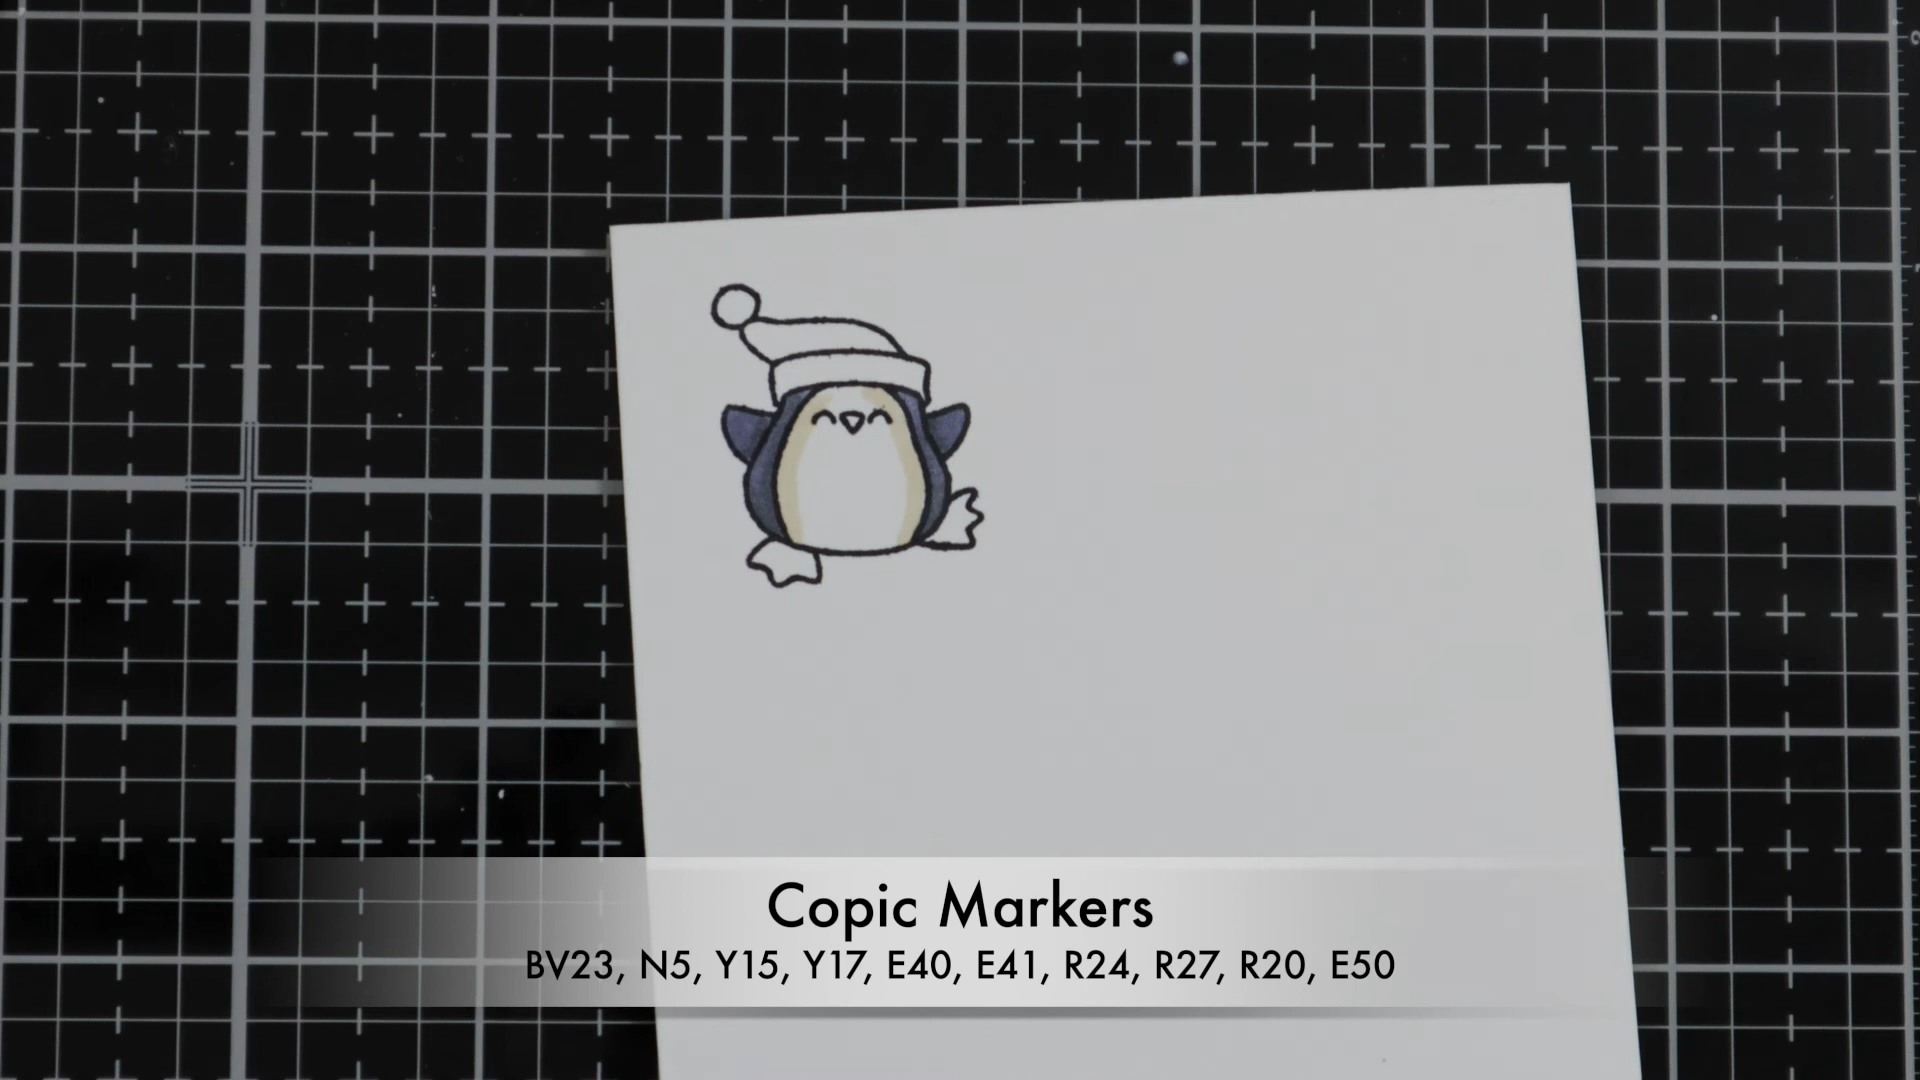 Copic Markers
BV23, N5, Y15, Y17, E40, E41, R24, R27, R20, E50